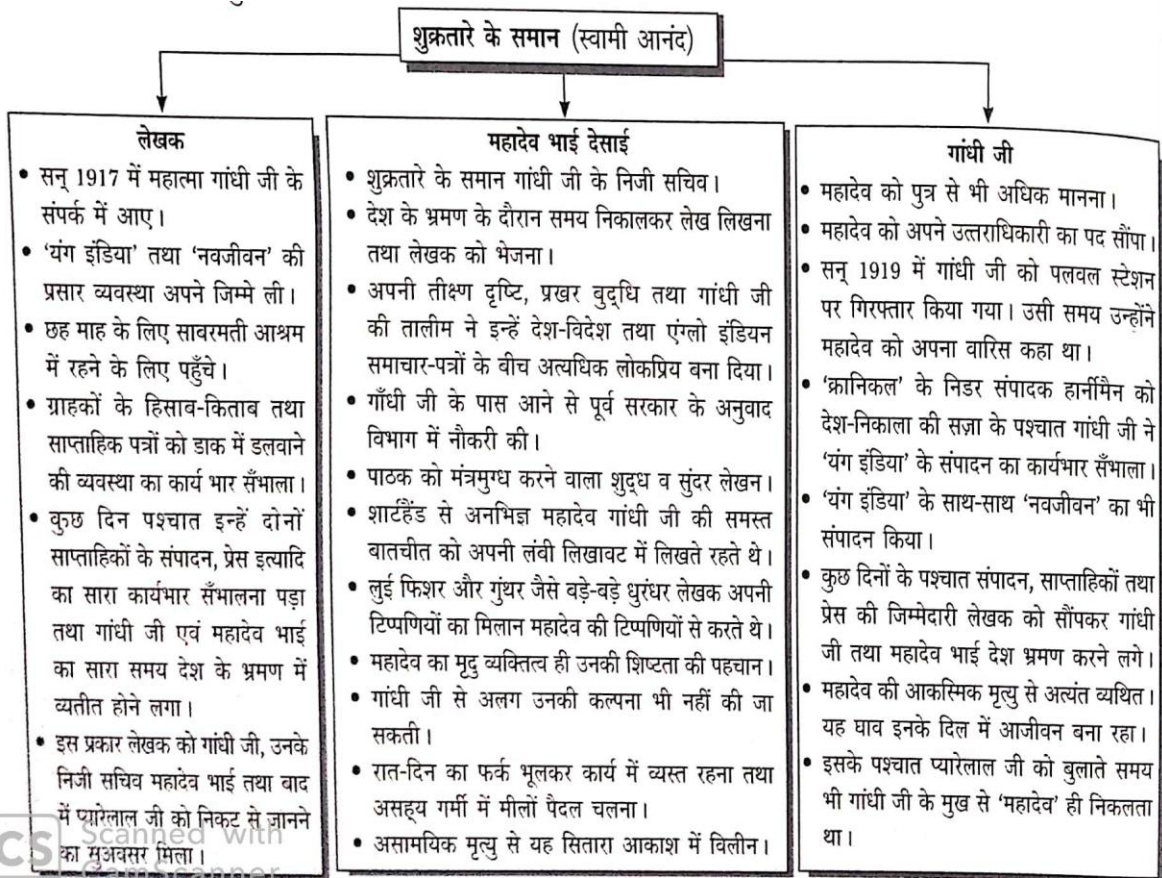 शुक्रतारे के समान (स्वामी आनंद)
लेखक
• सन् 1917 में महात्मा गांधी जी के
संपर्क में आए।
• 'यंग इंडिया' तथा 'नवजीवन' की
प्रसार व्यवस्था अपने जिम्मे ली।
• छह माह के लिए साबरमती आश्रम
में रहने के लिए पहुँचे।
• ग्राहकों के हिसाब-किताब तथा
साप्ताहिक पत्रों को डाक में डलवाने
की व्यवस्था का कार्य भार सँभाला।
• कुछ दिन पश्चात इन्हें दोनों
साप्ताहिकों के संपादन, प्रेस इत्यादि
का सारा कार्यभार सँभालना पड़ा
तथा गांधी जी एवं महादेव भाई
का सारा समय देश के भ्रमण में
व्यतीत होने लगा।
• इस प्रकार लेखक को गांधी जी, उनके
निजी सचिव महादेव भाई तथा बाद
में प्यारेलाल जी को निकट से जानने
का सुअवसर मिला।
महादेव भाई देसाई
• शुक्रतारे के समान गांधी जी के निजी सचिव।
• देश के भ्रमण के दौरान समय निकालकर लेख लिखना
तथा लेखक को भेजना।
• अपनी तीक्ष्ण दृष्टि, प्रखर बुद्धि तथा गांधी जी
की तालीम ने इन्हें देश-विदेश तथा एंग्लो इंडियन
समाचार-पत्रों के बीच अत्यधिक लोकप्रिय बना दिया।
• गाँधी जी के पास आने से पूर्व सरकार के अनुवाद
विभाग में नौकरी की।
• पाठक को मंत्रमुग्ध करने वाला शुद्ध व सुंदर लेखन।
• शार्टहैंड से अनभिज्ञ महादेव गांधी जी की समस्त
बातचीत को अपनी लंबी लिखावट में लिखते रहते थे।
• लुई फिशर और गुंथर जैसे बड़े-बड़े धुरंधर लेखक अपनी
टिप्पणियों का मिलान महादेव की टिप्पणियों से करते थे।
• महादेव का मृदु व्यक्तित्व ही उनकी शिष्टता की पहचान।
• गांधी जी से अलग उनकी कल्पना भी नहीं की जा
सकती।
• रात-दिन का फर्क भूलकर कार्य में व्यस्त रहना तथा
असह्य गर्मी में मीलों पैदल चलना।
• असामयिक मृत्यु से यह सितारा आकाश में विलीन।
गांधी जी
• महादेव को पुत्र से भी अधिक मानना।
• महादेव को अपने उत्तराधिकारी का पद सौंपा।
• सन् 1919 में गांधी जी को पलवल स्टेशन
पर गिरफ्तार किया गया। उसी समय उन्होंने
महादेव को अपना वारिस कहा था।
• 'क्रानिकल' के निडर संपादक हार्नीमैन को
देश-निकाला की सज़ा के पश्चात गांधी जी ने
'यंग इंडिया' के संपादन का कार्यभार सँभाला।
• 'यंग इंडिया' के साथ-साथ 'नवजीवन' का भी
संपादन किया।
• कुछ दिनों के पश्चात संपादन, साप्ताहिकों तथा
प्रेस की जिम्मेदारी लेखक को सौंपकर गांधी
जी तथा महादेव भाई देश भ्रमण करने लगे।
• महादेव की आकस्मिक मृत्यु से अत्यंत व्यथित।
यह घाव इनके दिल में आजीवन बना रहा।
• इसके पश्चात प्यारेलाल जी को बुलाते समय
भी गांधी जी के मुख से 'महादेव' ही निकलता
था।
CS Scanned with
CamScanner